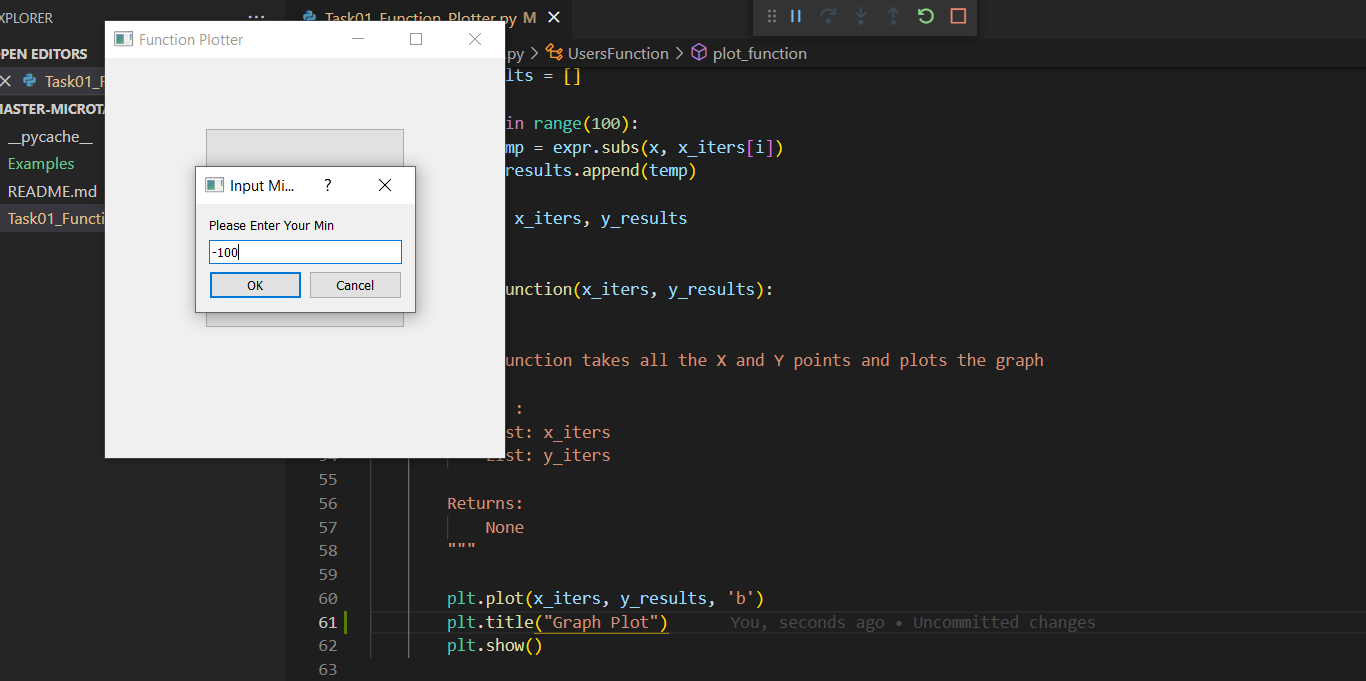 XPLORER
···
Task01_Function_Plotter.py M
PEN EDITORS
Task01_F
MASTER-MICROTA
__pycache__
Examples
README.md
Task01_Functi
Function Plotter
Input Mi... ?
Please Enter Your Min
-100
OK Cancel
.py > UsersFunction > plot_function
lts = []
in range(100):
mp = expr.subs(x, x_iters[i])
results.append(temp)
x_iters, y_results
unction(x_iters, y_results):
unction takes all the X and Y points and plots the graph
:
st: x_iters
54 List: y_iters
55
56 Returns:
57 None
58 """
59
60 plt.plot(x_iters, y_results, 'b')
61 plt.title("Graph Plot") You, seconds ago • Uncommitted changes
62 plt.show()
63